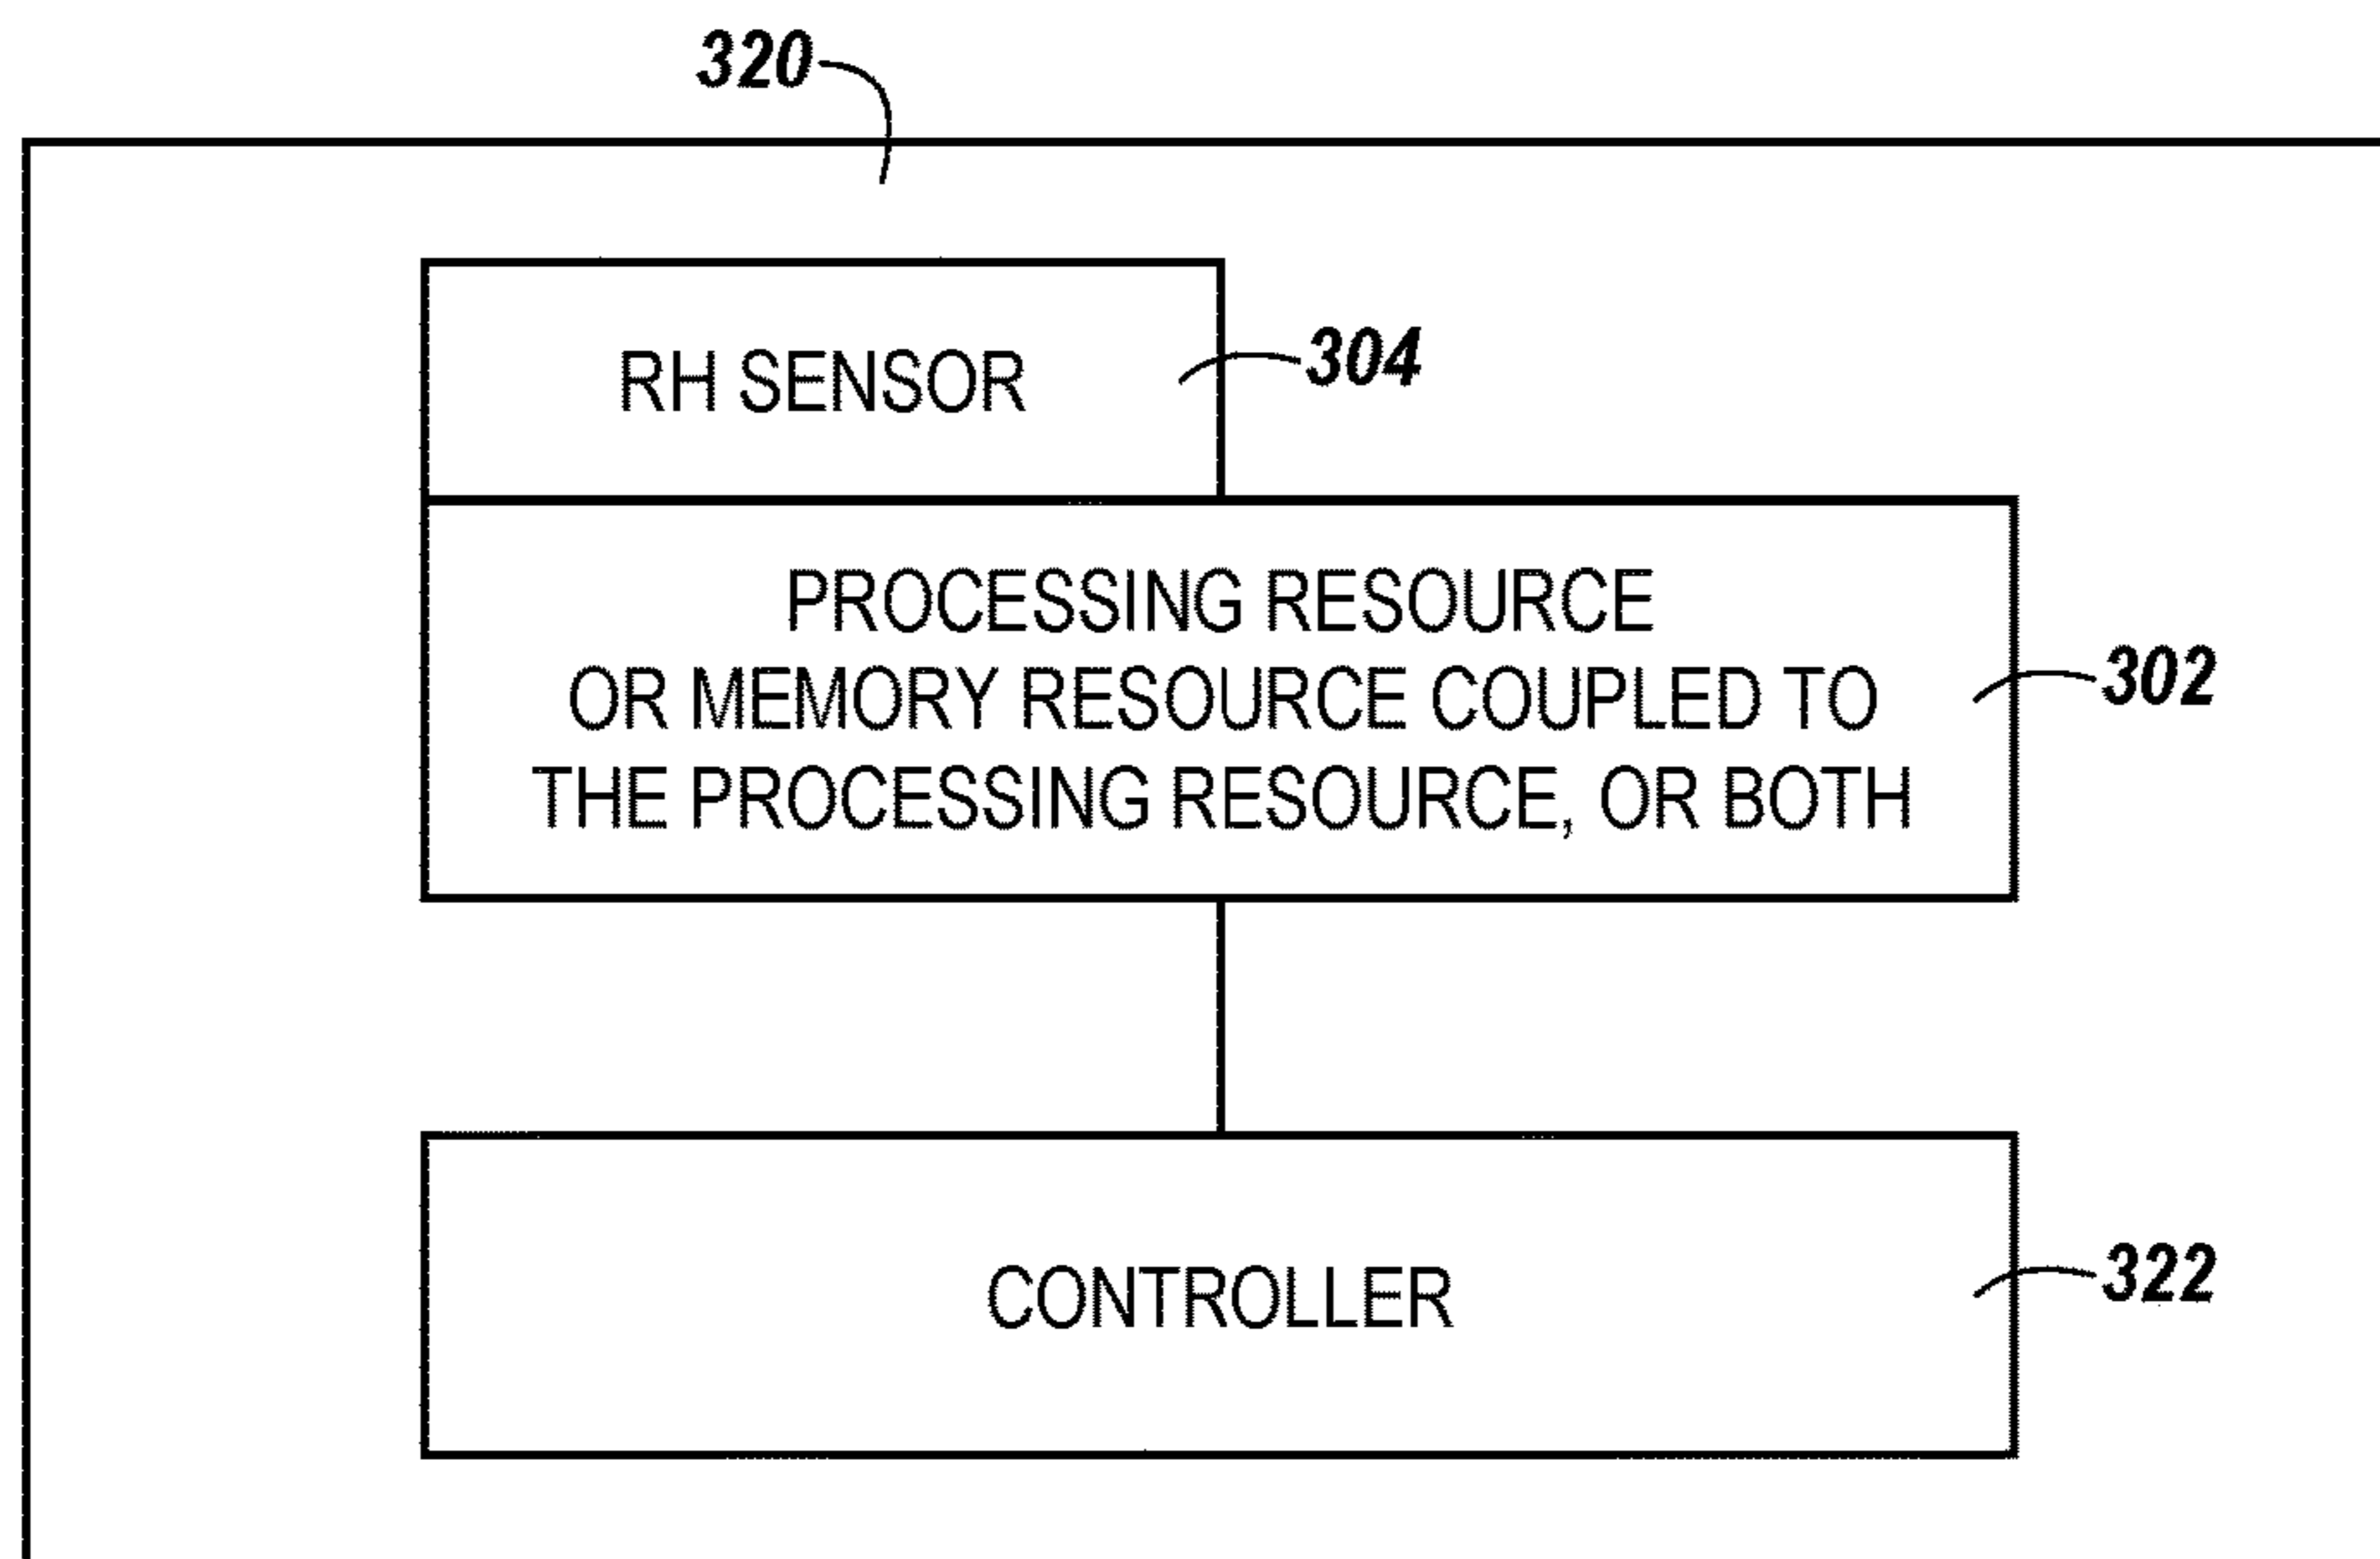 320
RH SENSOR
304
PROCESSING RESOURCE
OR MEMORY RESOURCE COUPLED TO
THE PROCESSING RESOURCE, OR BOTH
302
CONTROLLER
322